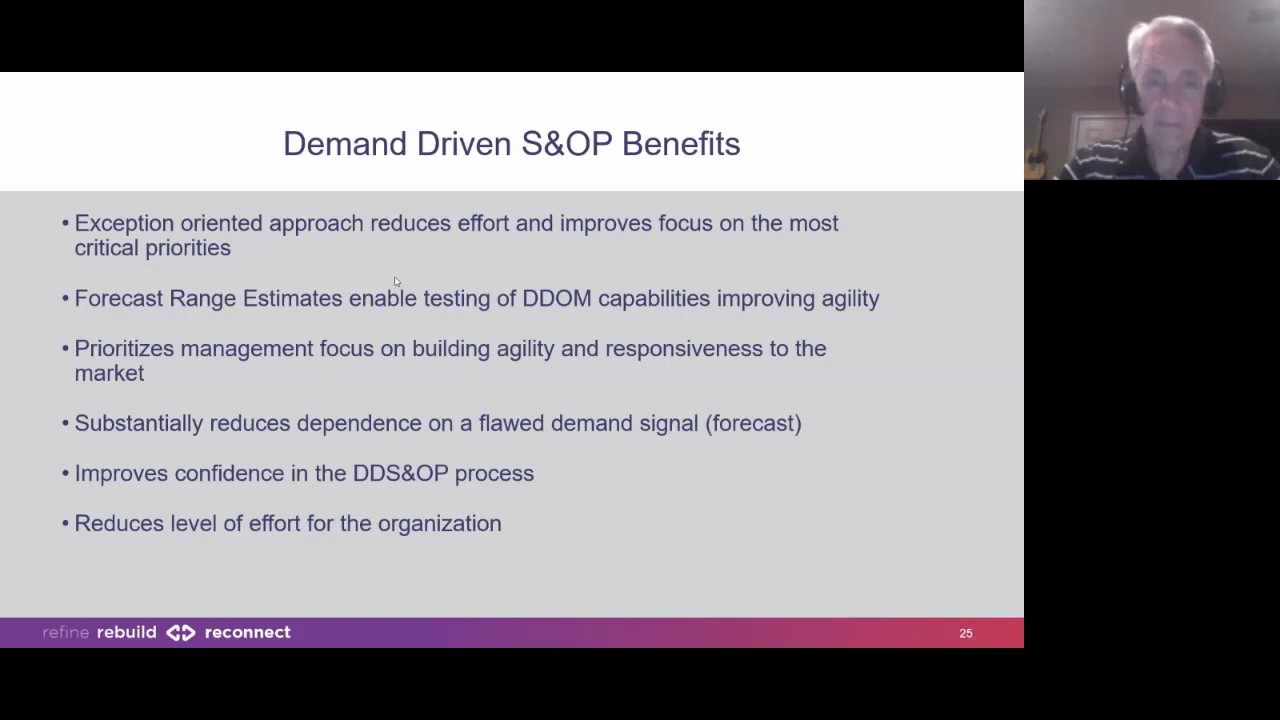 Demand Driven S&OP Benefits
• Exception oriented approach reduces effort and improves focus on the most
critical priorities
• Forecast Range Estimates enable testing of DDOM capabilities improving agility
• Prioritizes management focus on building agility and responsiveness to the
market
• Substantially reduces dependence on a flawed demand signal (forecast)
• Improves confidence in the DDS&OP process
• Reduces level of effort for the organization
refine rebuild reconnect
25